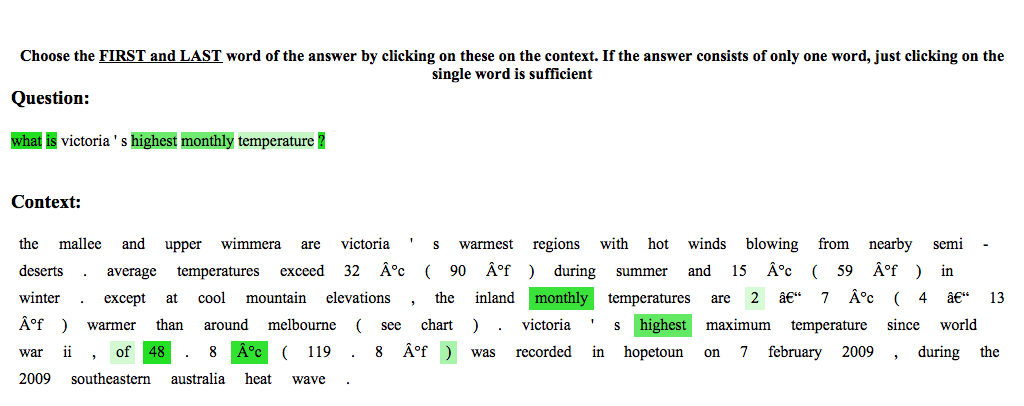 Choose the FIRST and LAST word of the answer by clicking on these on the context. If the answer consists of only one word, just clicking on the
single word is sufficient
Question:
what is victoria ' s highest monthly temperature ?
Context:
the mallee and upper wimmera are victoria ' s warmest regions with hot winds blowing from nearby semi -
deserts . average temperatures exceed 32 Â°c ( 90 Â°f ) during summer and 15 Â°c ( 59 Â°f ) in
winter . except at cool mountain elevations , the inland monthly temperatures are 2 â€“ 7 Â°c ( 4 â€“ 13
Â°f ) warmer than around melbourne ( see chart ) . victoria ' s highest maximum temperature since world
war ii , of 48 . 8 Â°c ( 119 . 8 Â°f ) was recorded in hopetoun on 7 february 2009 , during the
2009 southeastern australia heat wave .